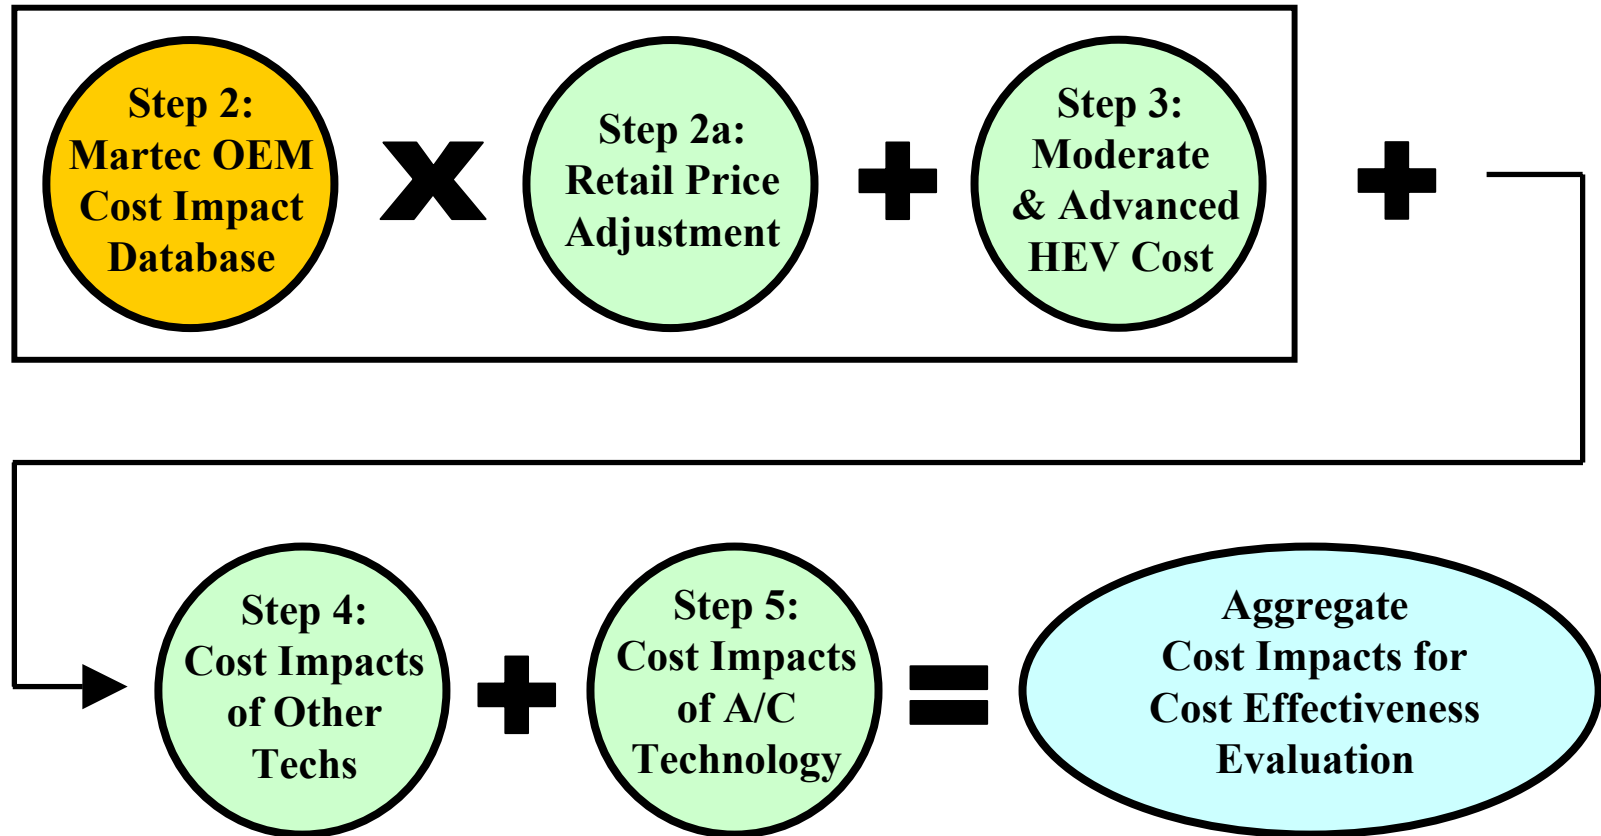 Step 2:
Martec OEM
Cost Impact
Database
X
Step 2a:
Retail Price
Adjustment
+
Step 3:
Moderate
& Advanced
HEV Cost
+
Step 4:
Cost Impacts
of Other
Techs
+
Step 5:
Cost Impacts
of A/C
Technology
=
Aggregate
Cost Impacts for
Cost Effectiveness
Evaluation